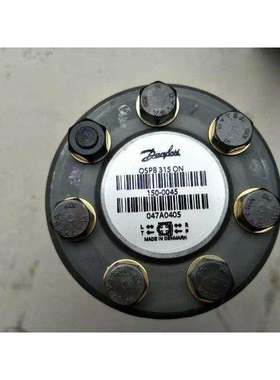 Danfoss
OSPB 315 ON
150-0045
047A0405
L R
T P
MADE IN DENMARK